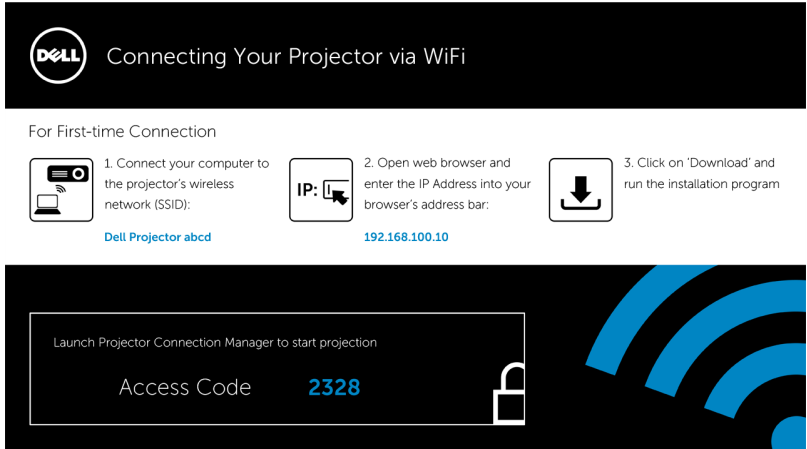 DELL
Connecting Your Projector via WiFi
For First-time Connection
1. Connect your computer to
the projector's wireless
network (SSID):
Dell Projector abcd
IP:
2. Open web browser and
enter the IP Address into your
browser's address bar:
192.168.100.10
3. Click on 'Download' and
run the installation program
Launch Projector Connection Manager to start projection
Access Code 2328